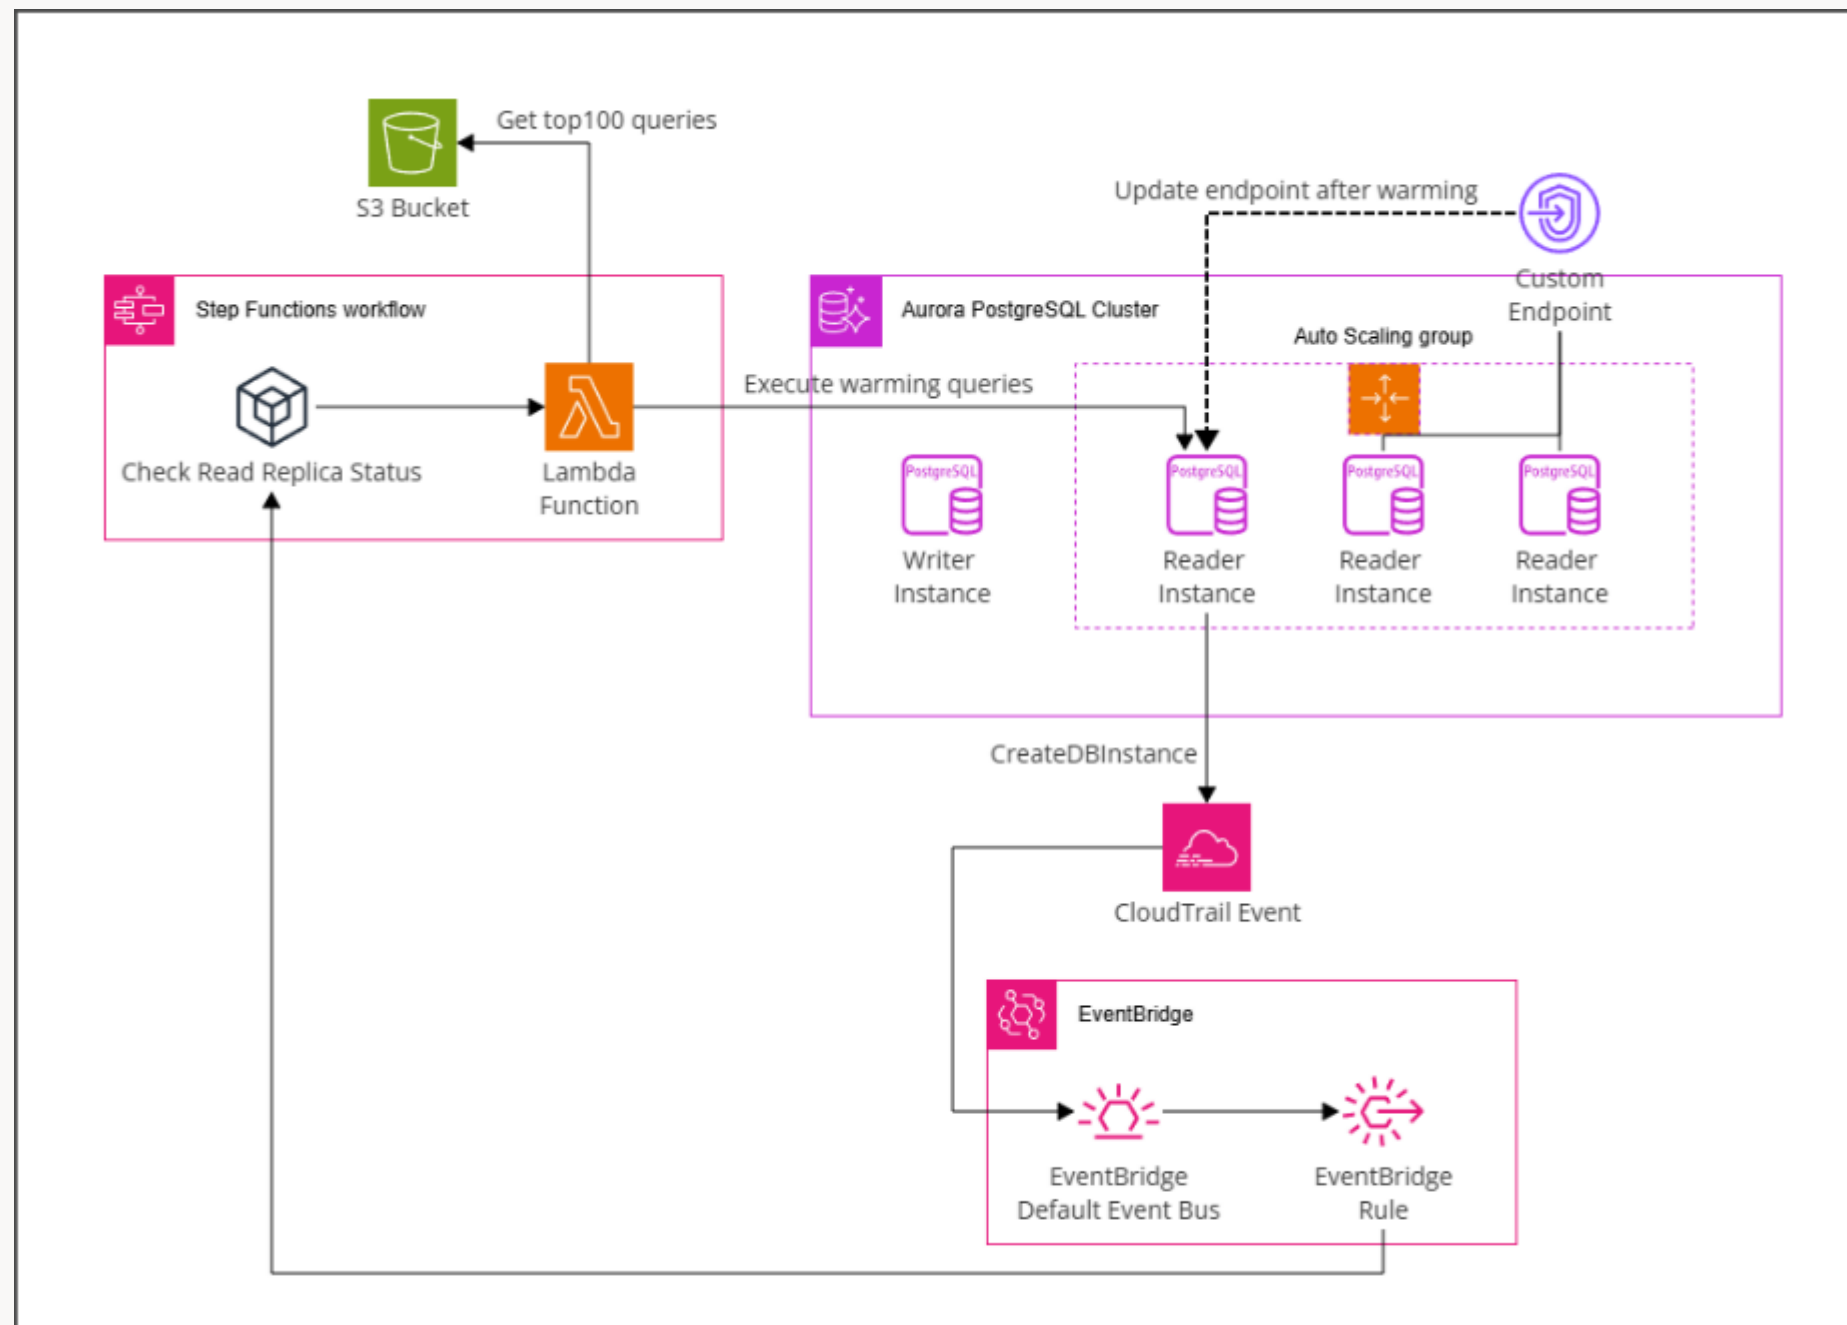 Get top100 queries
S3 Bucket
Update endpoint after warming
Custom
Endpoint
Step Functions workflow
Aurora PostgreSQL Cluster
Auto Scaling group
Execute warming queries
Check Read Replica Status
Lambda
Function
PostgreSQL
PostgreSQL
PostgreSQL
PostgreSQL
Writer
Instance
Reader
Instance
Reader
Instance
Reader
Instance
CreateDBInstance
CloudTrail Event
EventBridge
EventBridge
Default Event Bus
EventBridge
Rule